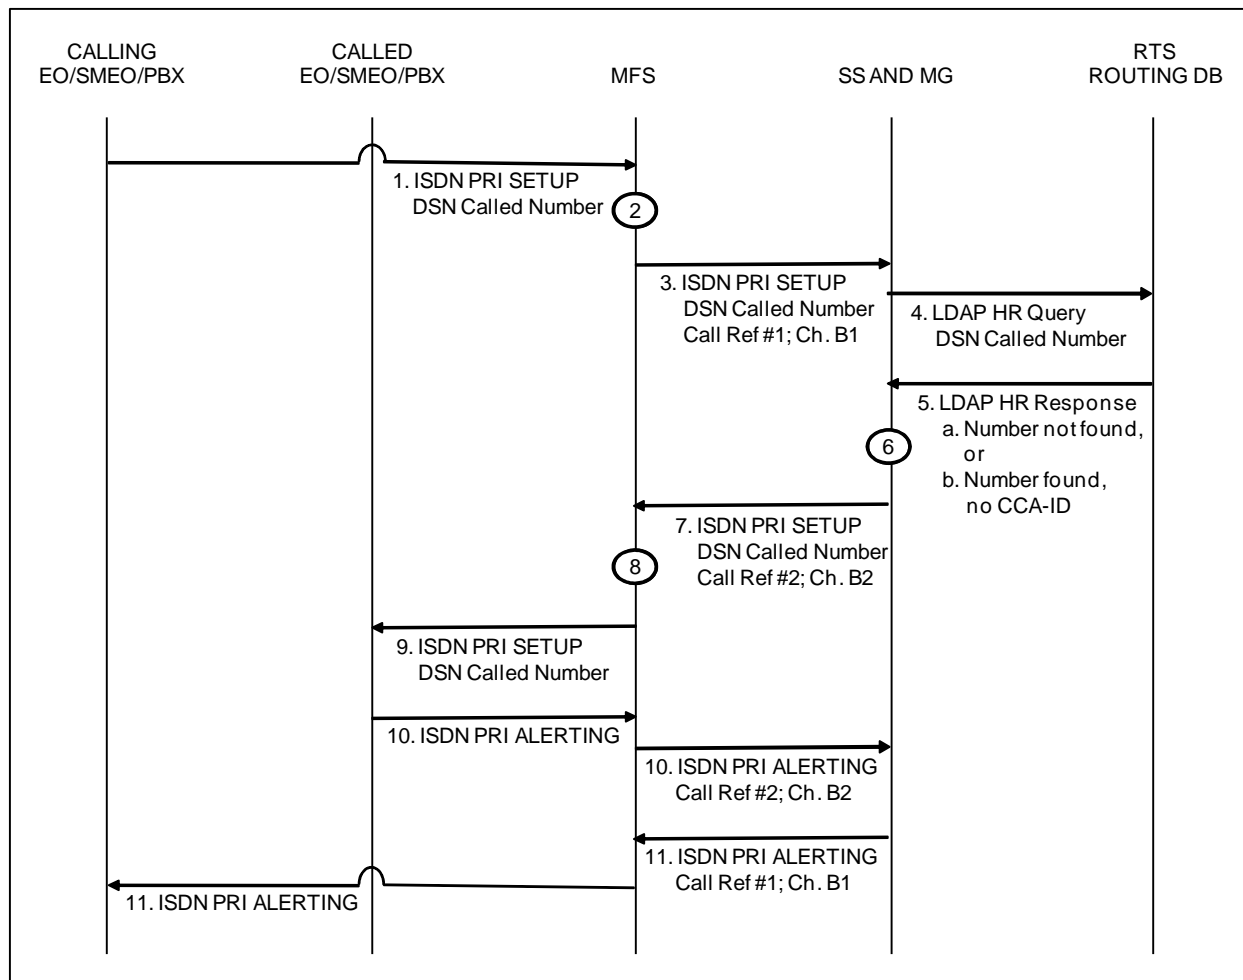 CALLING
EO/SMEO/PBX
CALLED
EO/SMEO/PBX
MFS
SS AND MG
RTS
ROUTING DB
1. ISDN PRI SETUP
DSN Called Number
2
3. ISDN PRI SETUP
DSN Called Number
Call Ref #1; Ch. B1
4. LDAP HR Query
DSN Called Number
5. LDAP HR Response
a. Number not found,
or
b. Number found,
no CCA-ID
6
7. ISDN PRI SETUP
DSN Called Number
Call Ref #2; Ch. B2
8
9. ISDN PRI SETUP
DSN Called Number
10. ISDN PRI ALERTING
10. ISDN PRI ALERTING
Call Ref #2; Ch. B2
11. ISDN PRI ALERTING
Call Ref #1; Ch. B1
11. ISDN PRI ALERTING